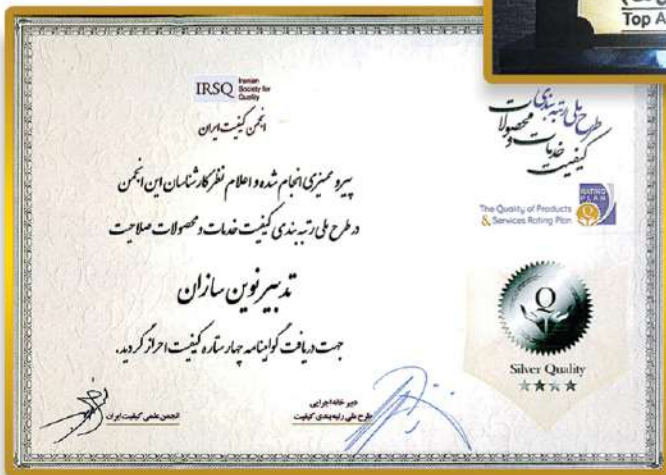 Top A
IRSQ Iranian
Society for
Quality
انجمن کیفیت ایران
طرح ملی رتبه بندی
کیفیت خدمات و محصولات
The Quality of Products
& Services Rating Plan
RATING
PLAN
پیرو ممیزی انجام شده و اعلام نظر کارشناسان این انجمن
در طرح ملی رتبه بندی کیفیت خدمات و محصولات صلاحیت
تدبیر نوین سازان
جهت دریافت گواهینامه چهار ستاره کیفیت احراز گردید.
Q
Silver Quality
دبیرخانه اجرایی
طرح ملی رتبه‌بندی کیفیت
انجمن علمی کیفیت ایران